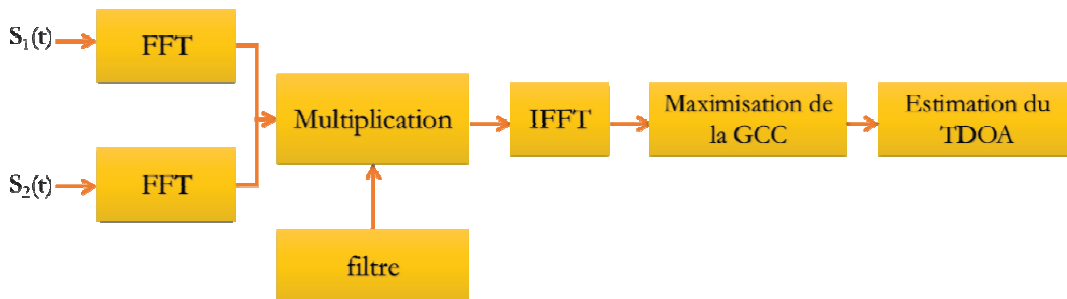 S₁(t)
FFT
Multiplication
IFFT
Maximisation de
la GCC
Estimation du
TDOA
S₂(t)
FFT
filtre